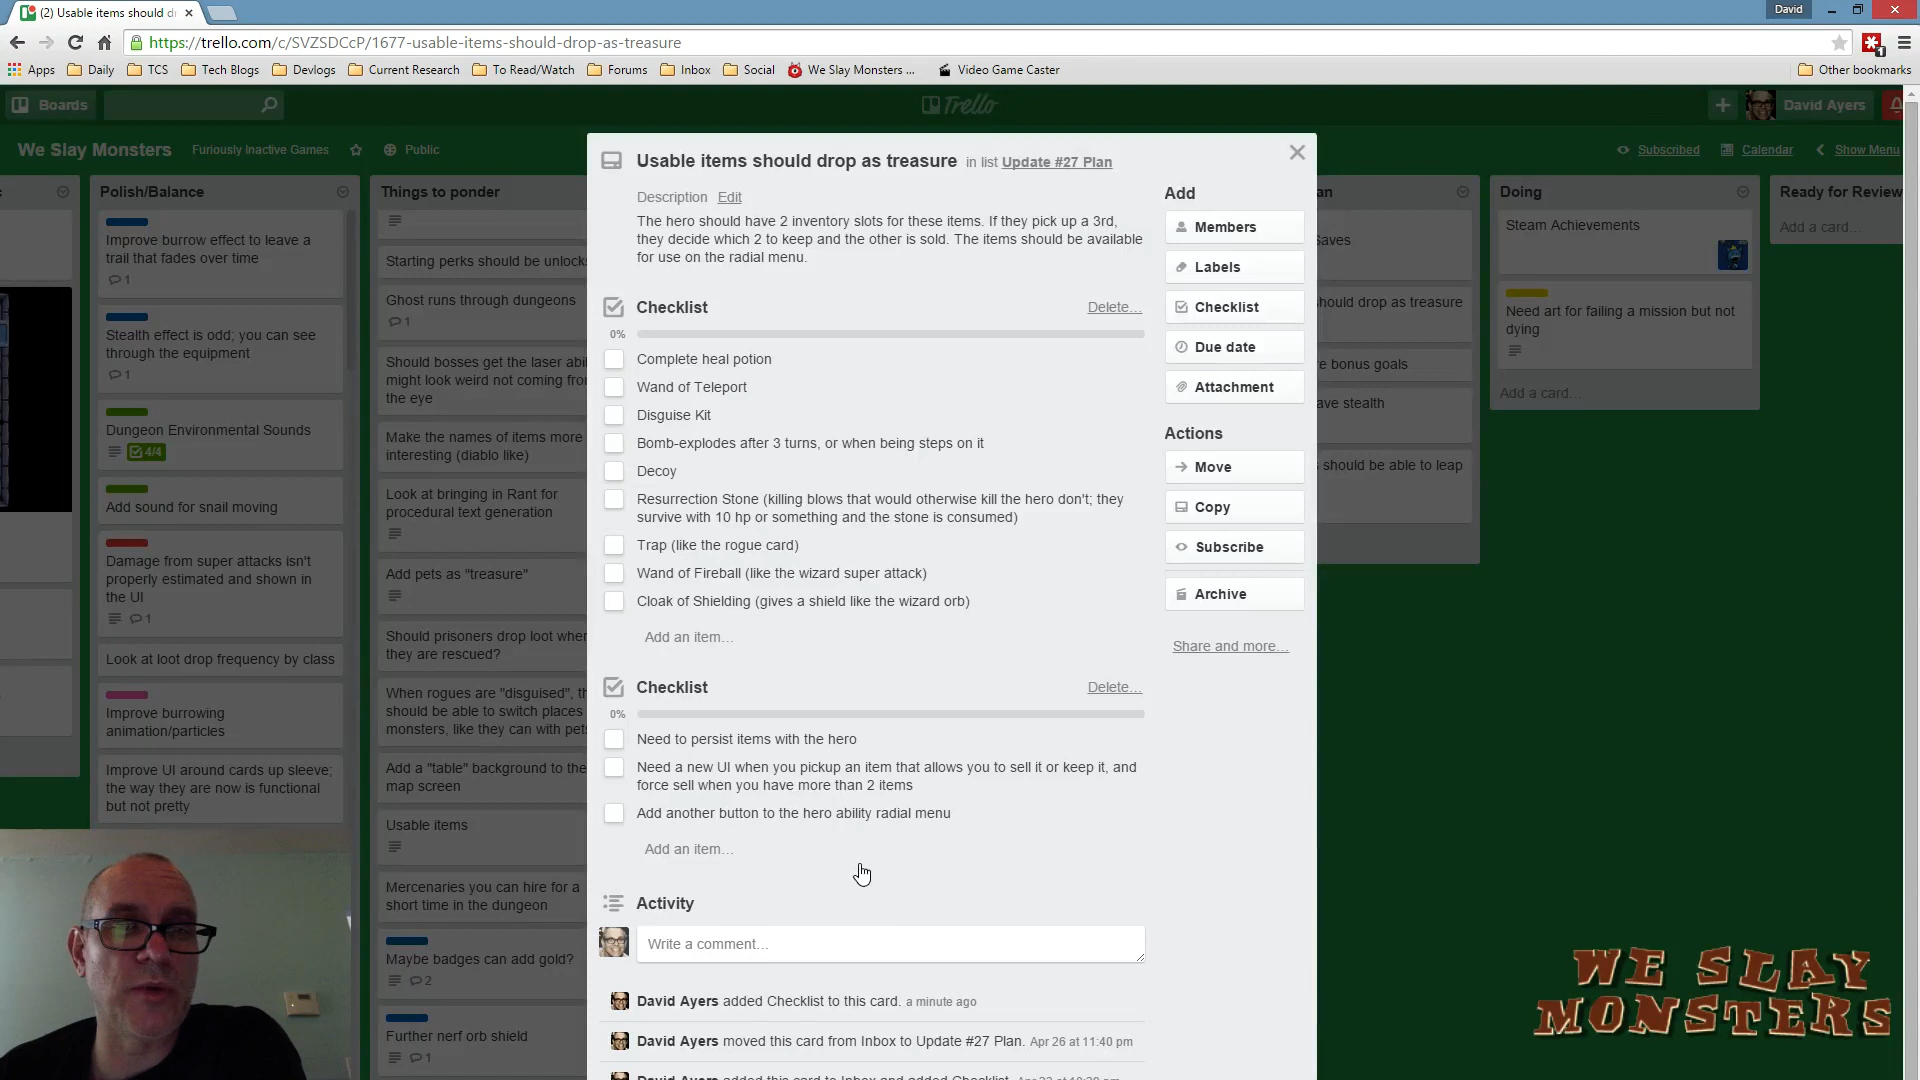 (2) Usable items should dr
David
https://trello.com/c/SVZSDCcP/1677-usable-items-should-drop-as-treasure
1
Apps Daily TCS Tech Blogs Devlogs Current Research To Read/Watch Forums Inbox Social We Slay Monsters ... Video Game Caster Other bookmarks
Boards
Trello
David Ayers
We Slay Monsters Furiously Inactive Games Public
Subscribed Calendar Show Menu
Polish/Balance
Improve burrow effect to leave a
trail that fades over time
1
Stealth effect is odd; you can see
through the equipment
1
Dungeon Environmental Sounds
4/4
Add sound for snail moving
Damage from super attacks isn't
properly estimated and shown in
the UI
1
Look at loot drop frequency by class
Improve burrowing
animation/particles
Improve UI around cards up sleeve;
the way they are now is functional
but not pretty
Things to ponder
Starting perks should be unlock
Ghost runs through dungeons
1
Should bosses get the laser abi
might look weird not coming fro
the eye
Make the names of items more
interesting (diablo like)
Look at bringing in Rant for
procedural text generation
Add pets as "treasure"
Should prisoners drop loot when
they are rescued?
When rogues are "disguised", th
should be able to switch places
monsters, like they can with pets
Add a "table" background to the
map screen
Usable items
Mercenaries you can hire for a
short time in the dungeon
Maybe badges can add gold?
2
Further nerf orb shield
1
Usable items should drop as treasure in list Update #27 Plan
Description Edit
The hero should have 2 inventory slots for these items. If they pick up a 3rd,
they decide which 2 to keep and the other is sold. The items should be available
for use on the radial menu.
Checklist Delete...
0%
Complete heal potion
Wand of Teleport
Disguise Kit
Bomb-explodes after 3 turns, or when being steps on it
Decoy
Resurrection Stone (killing blows that would otherwise kill the hero don't; they
survive with 10 hp or something and the stone is consumed)
Trap (like the rogue card)
Wand of Fireball (like the wizard super attack)
Cloak of Shielding (gives a shield like the wizard orb)
Add an item...
Checklist Delete...
0%
Need to persist items with the hero
Need a new UI when you pickup an item that allows you to sell it or keep it, and
force sell when you have more than 2 items
Add another button to the hero ability radial menu
Add an item...
Activity
Write a comment...
David Ayers added Checklist to this card. a minute ago
David Ayers moved this card from Inbox to Update #27 Plan. Apr 26 at 11:40 pm
David Ayers added this card to Inbox and added Checklist.
Add
Members
Labels
Checklist
Due date
Attachment
Actions
Move
Copy
Subscribe
Archive
Share and more...
an
Saves
hould drop as treasure
e bonus goals
ave stealth
should be able to leap
Doing
Steam Achievements
Need art for failing a mission but not
dying
Add a card...
Ready for Review
Add a card...
WE SLAY
MONSTERS